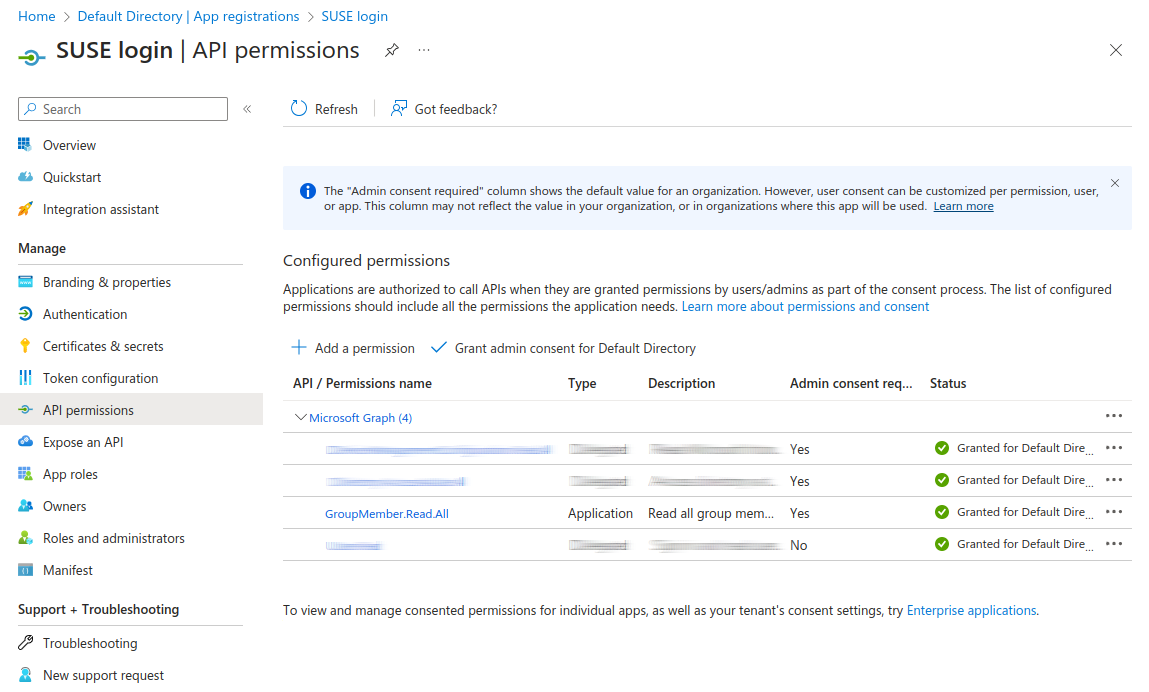 Home > Default Directory | App registrations > SUSE login
SUSE login | API permissions
Search
Refresh
Got feedback?
Overview
Quickstart
Integration assistant
Manage
Branding & properties
Authentication
Certificates & secrets
Token configuration
API permissions
Expose an API
App roles
Owners
Roles and administrators
Manifest
Support + Troubleshooting
Troubleshooting
New support request
The "Admin consent required" column shows the default value for an organization. However, user consent can be customized per permission, user,
or app. This column may not reflect the value in your organization, or in organizations where this app will be used. Learn more
Configured permissions
Applications are authorized to call APIs when they are granted permissions by users/admins as part of the consent process. The list of configured
permissions should include all the permissions the application needs. Learn more about permissions and consent
Add a permission
Grant admin consent for Default Directory
API / Permissions name Type Description Admin consent req... Status
Microsoft Graph (4)
Yes Granted for Default Dire...
Yes Granted for Default Dire...
GroupMember.Read.All Application Read all group mem... Yes Granted for Default Dire...
No Granted for Default Dire...
To view and manage consented permissions for individual apps, as well as your tenant's consent settings, try Enterprise applications.